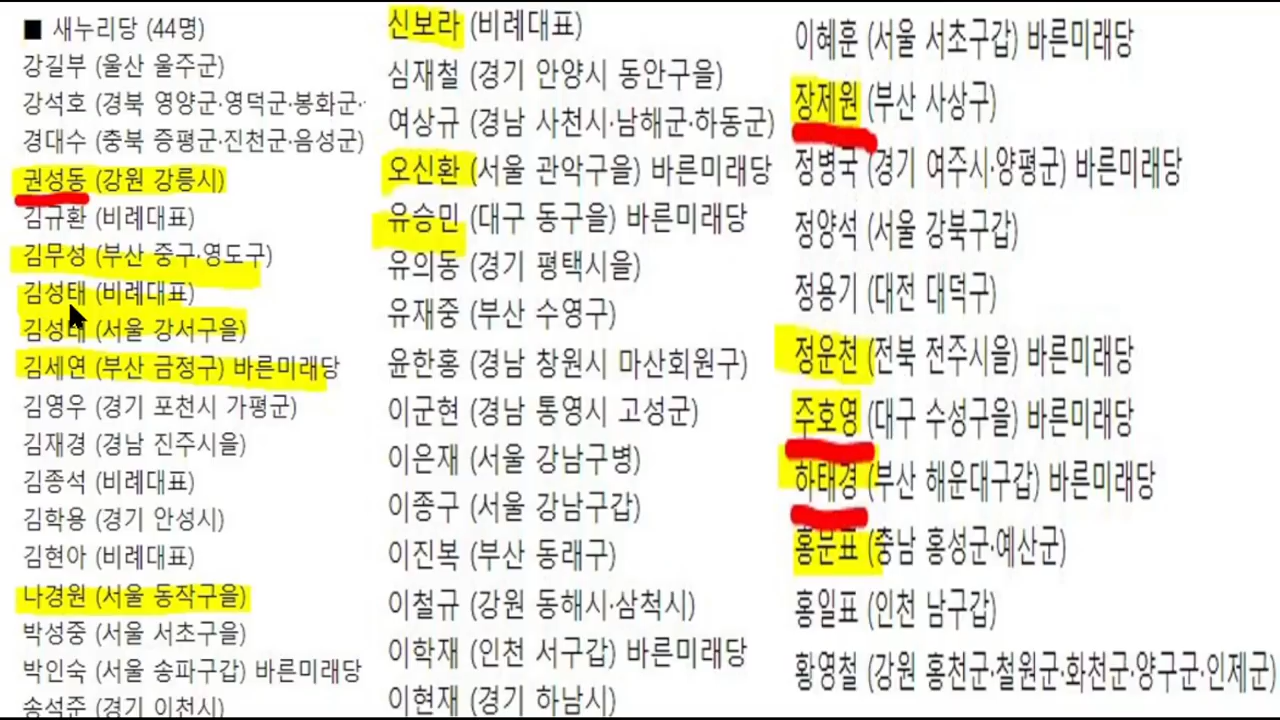 ■ 새누리당 (44명)
강길부 (울산 울주군)
강석호 (경북 영양군·영덕군·봉화군·
경대수 (충북 증평군·진천군·음성군)
권성동 (강원 강릉시)
김규환 (비례대표)
김무성 (부산 중구·영도구)
김성태 (비례대표)
김성태 (서울 강서구을)
김세연 (부산 금정구) 바른미래당
김영우 (경기 포천시 가평군)
김재경 (경남 진주시을)
김종석 (비례대표)
김학용 (경기 안성시)
김현아 (비례대표)
나경원 (서울 동작구을)
박성중 (서울 서초구을)
박인숙 (서울 송파구갑) 바른미래당
송석준 (경기 이천시)
신보라 (비례대표)
심재철 (경기 안양시 동안구을)
여상규 (경남 사천시·남해군·하동군)
오신환 (서울 관악구을) 바른미래당
유승민 (대구 동구을) 바른미래당
유의동 (경기 평택시을)
유재중 (부산 수영구)
윤한홍 (경남 창원시 마산회원구)
이군현 (경남 통영시 고성군)
이은재 (서울 강남구병)
이종구 (서울 강남구갑)
이진복 (부산 동래구)
이철규 (강원 동해시·삼척시)
이학재 (인천 서구갑) 바른미래당
이현재 (경기 하남시)
이혜훈 (서울 서초구갑) 바른미래당
장제원 (부산 사상구)
정병국 (경기 여주시·양평군) 바른미래당
정양석 (서울 강북구갑)
정용기 (대전 대덕구)
정운천 (전북 전주시을) 바른미래당
주호영 (대구 수성구을) 바른미래당
하태경 (부산 해운대구갑) 바른미래당
홍문표 (충남 홍성군·예산군)
홍일표 (인천 남구갑)
황영철 (강원 홍천군·철원군·화천군·양구군·인제군)